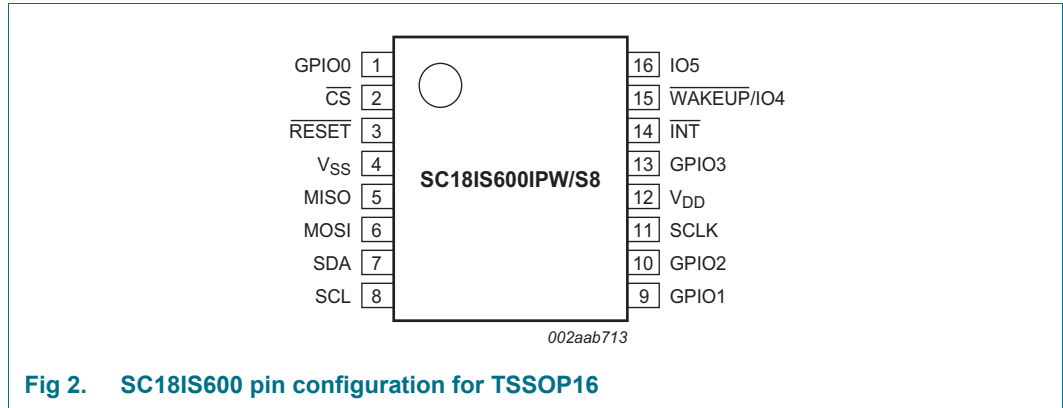 GPIO0 1 16 IO5
CS 2 15 WAKEUP/IO4
RESET 3 14 INT
VSS 4 13 GPIO3
SC18IS600IPW/S8
MISO 5 12 VDD
MOSI 6 11 SCLK
SDA 7 10 GPIO2
SCL 8 9 GPIO1
002aab713
Fig 2. SC18IS600 pin configuration for TSSOP16